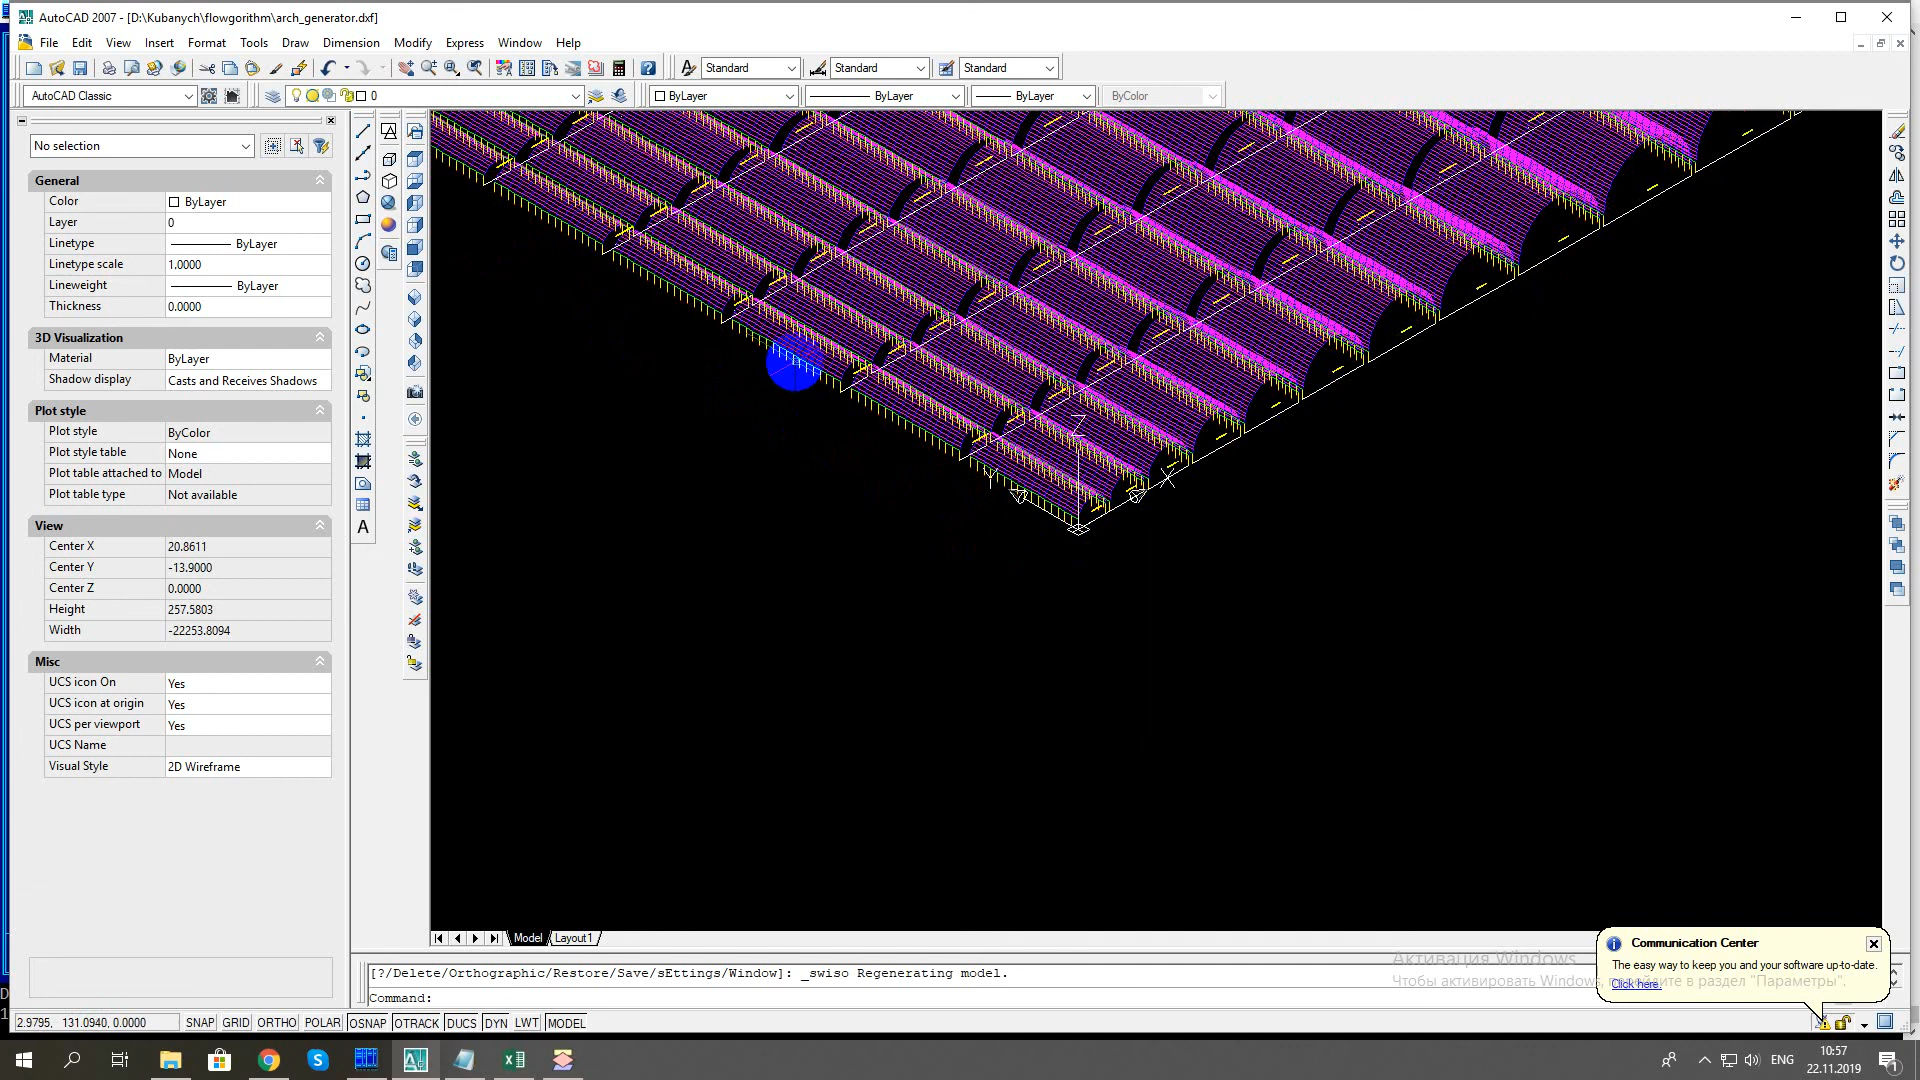 AutoCAD 2007 - [D:\Kubanych\flowgorithm\arch_generator.dxf]
File Edit View Insert Format Tools Draw Dimension Modify Express Window Help
Standard Standard Standard
AutoCAD Classic 0 ByLayer ByLayer ByLayer ByColor
No selection
General
Color ByLayer
Layer 0
Linetype ByLayer
Linetype scale 1.0000
Lineweight ByLayer
Thickness 0.0000
3D Visualization
Material ByLayer
Shadow display Casts and Receives Shadows
Plot style
Plot style ByColor
Plot style table None
Plot table attached to Model
Plot table type Not available
View
Center X 20.8611
Center Y -13.9000
Center Z 0.0000
Height 257.5803
Width -22253.8094
Misc
UCS icon On Yes
UCS icon at origin Yes
UCS per viewport Yes
UCS Name
Visual Style 2D Wireframe
A
Z
Y
X
Model Layout1
[?/Delete/Orthographic/Restore/Save/sEttings/Window]: _swiso Regenerating model.
Command:
Активация Windows
Чтобы активировать Windows, перейдите в раздел "Параметры".
Communication Center
The easy way to keep you and your software up-to-date.
Click here.
2.9795, 131.0940, 0.0000 SNAP GRID ORTHO POLAR OSNAP OTRACK DUCS DYN LWT MODEL
ENG
10:57
22.11.2019
1